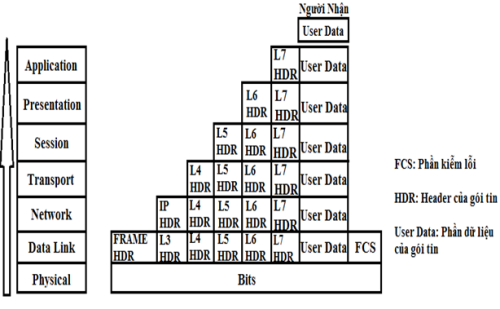 Người Nhận
User Data
Application
L7 HDR
User Data
Presentation
L6 HDR
L7 HDR
User Data
Session
L5 HDR
L6 HDR
L7 HDR
User Data
Transport
L4 HDR
L5 HDR
L6 HDR
L7 HDR
User Data
Network
IP HDR
L4 HDR
L5 HDR
L6 HDR
L7 HDR
User Data
Data Link
FRAME HDR
L3 HDR
L4 HDR
L5 HDR
L6 HDR
L7 HDR
User Data
FCS
Physical
Bits
FCS: Phần kiểm lỗi
HDR: Header của gói tin
User Data: Phần dữ liệu
của gói tin